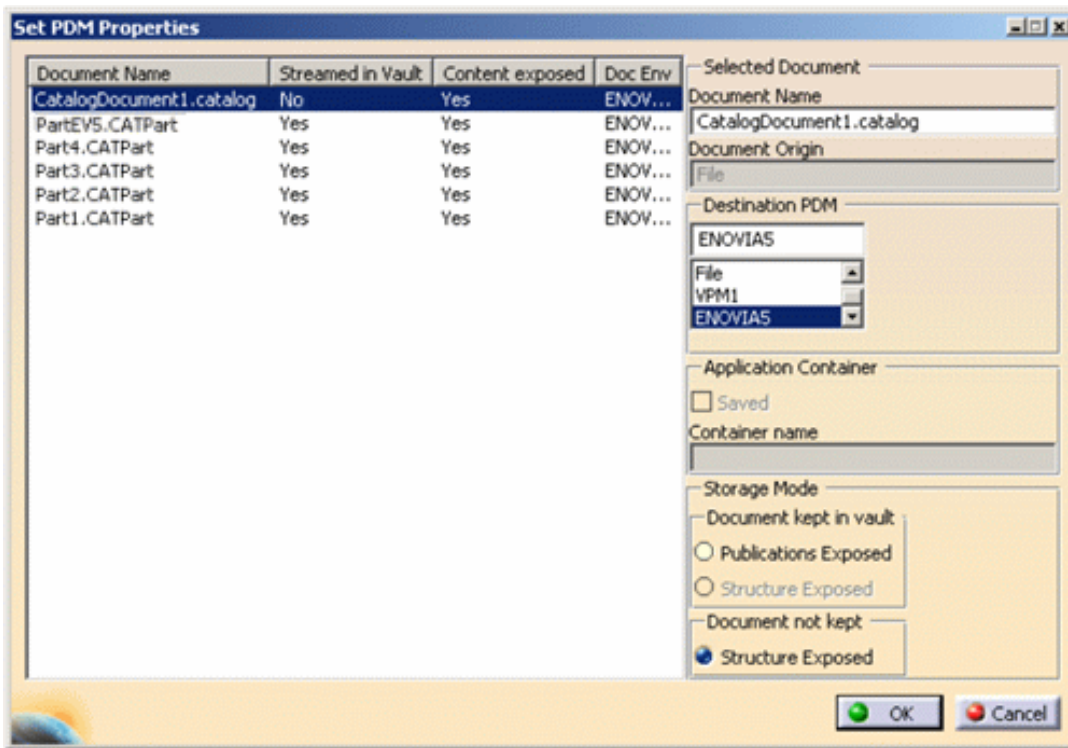 Set PDM Properties
Document Name Streamed in Vault Content exposed Doc Env
CatalogDocument1.catalog No Yes ENOV...
PartEV5.CATPart Yes Yes ENOV...
Part4.CATPart Yes Yes ENOV...
Part3.CATPart Yes Yes ENOV...
Part2.CATPart Yes Yes ENOV...
Part1.CATPart Yes Yes ENOV...
Selected Document
Document Name
CatalogDocument1.catalog
Document Origin
File
Destination PDM
ENOVIA5
File
VPM1
ENOVIA5
Application Container
Saved
Container name
Storage Mode
Document kept in vault
Publications Exposed
Structure Exposed
Document not kept
Structure Exposed
OK Cancel